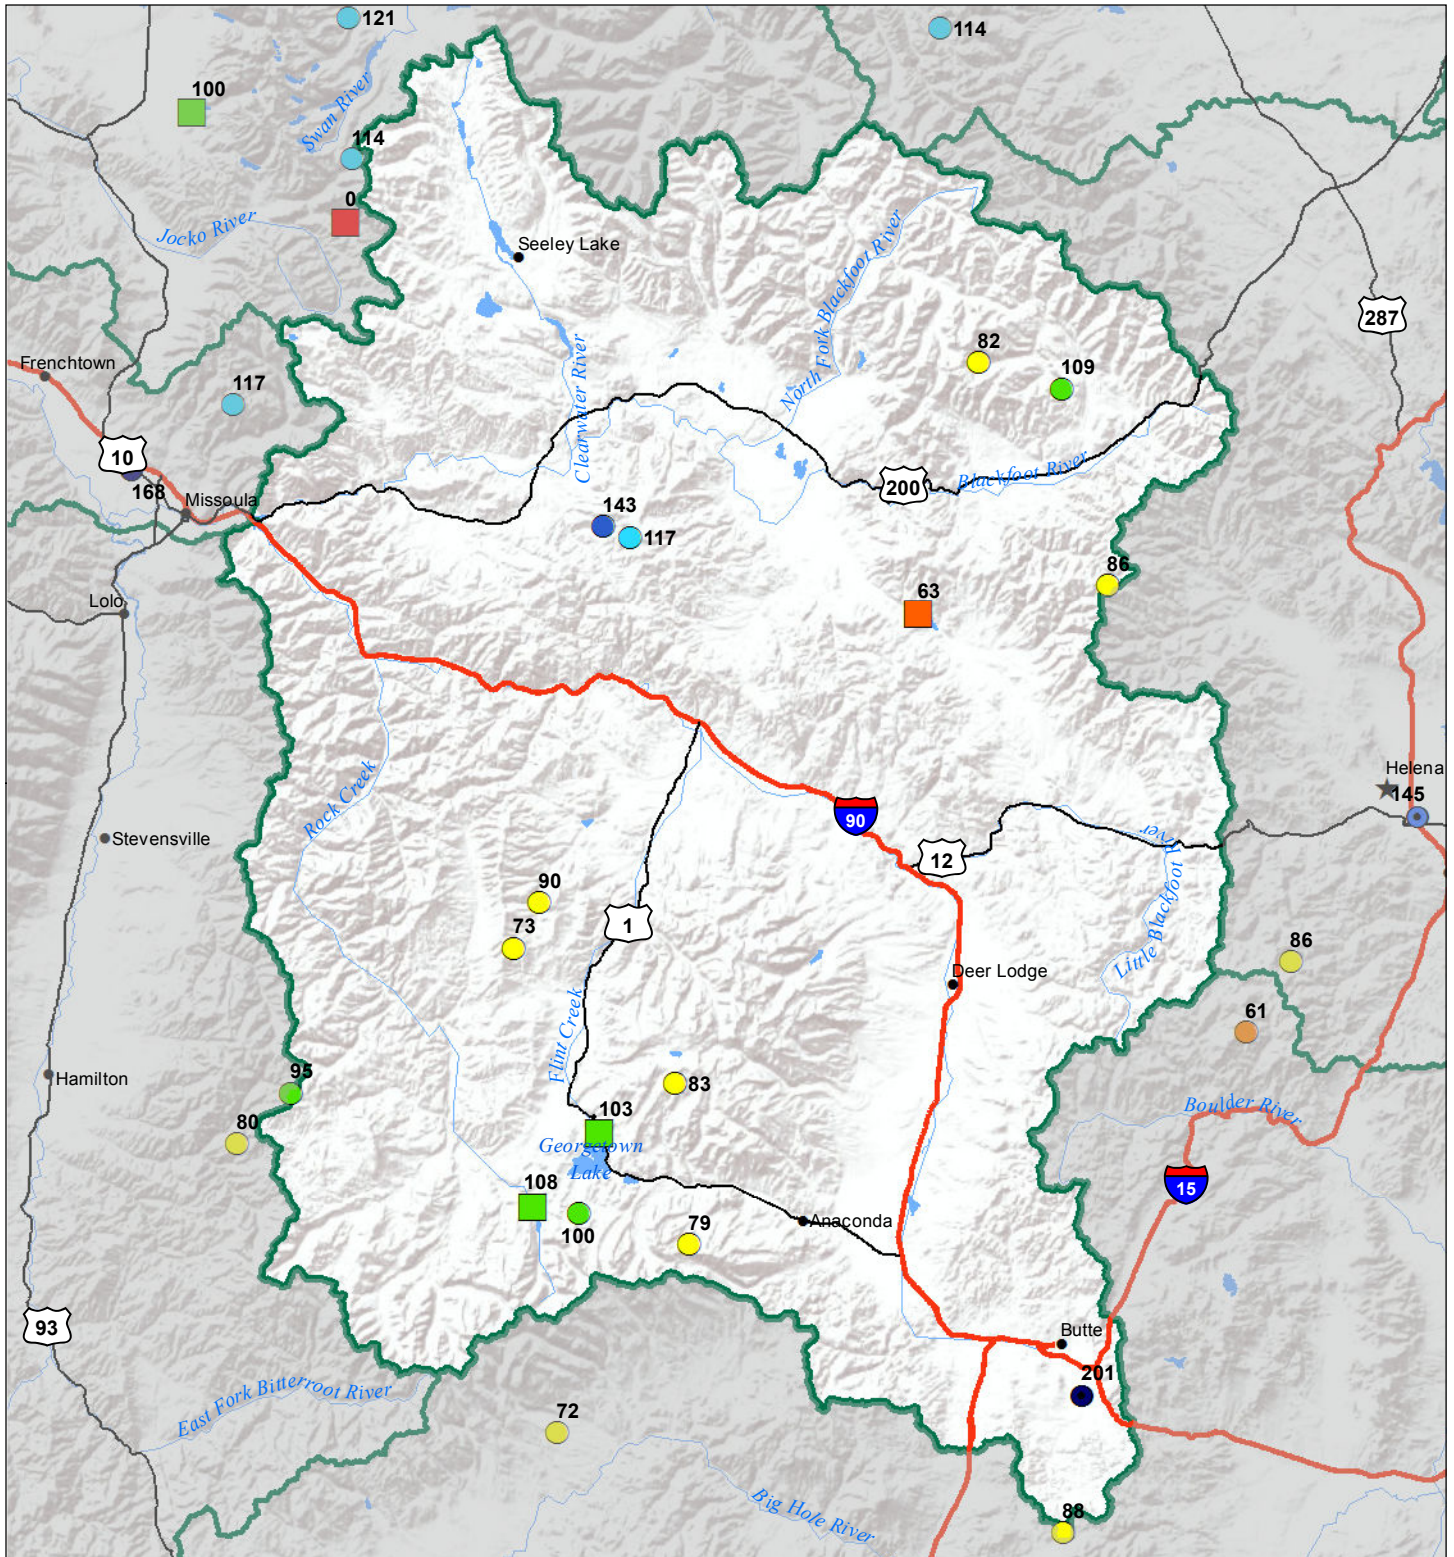 121
114
100
Swan River
114
0
Jocko River
Seeley Lake
North Fork Blackfoot River
287
Frenchtown
82
109
117
Clearwater River
10
168
Missoula
200
Blackfoot River
143
117
86
Lolo
63
Rock Creek
Helena
145
90
12
Little Blackfoot River
Stevensville
90
1
73
86
Deer Lodge
61
Flint Creek
Hamilton
95
83
103
Boulder River
80
Georgetown
Lake
108
15
100
79
Anaconda
93
Butte
201
East Fork Bitterroot River
72
Big Hole River
88